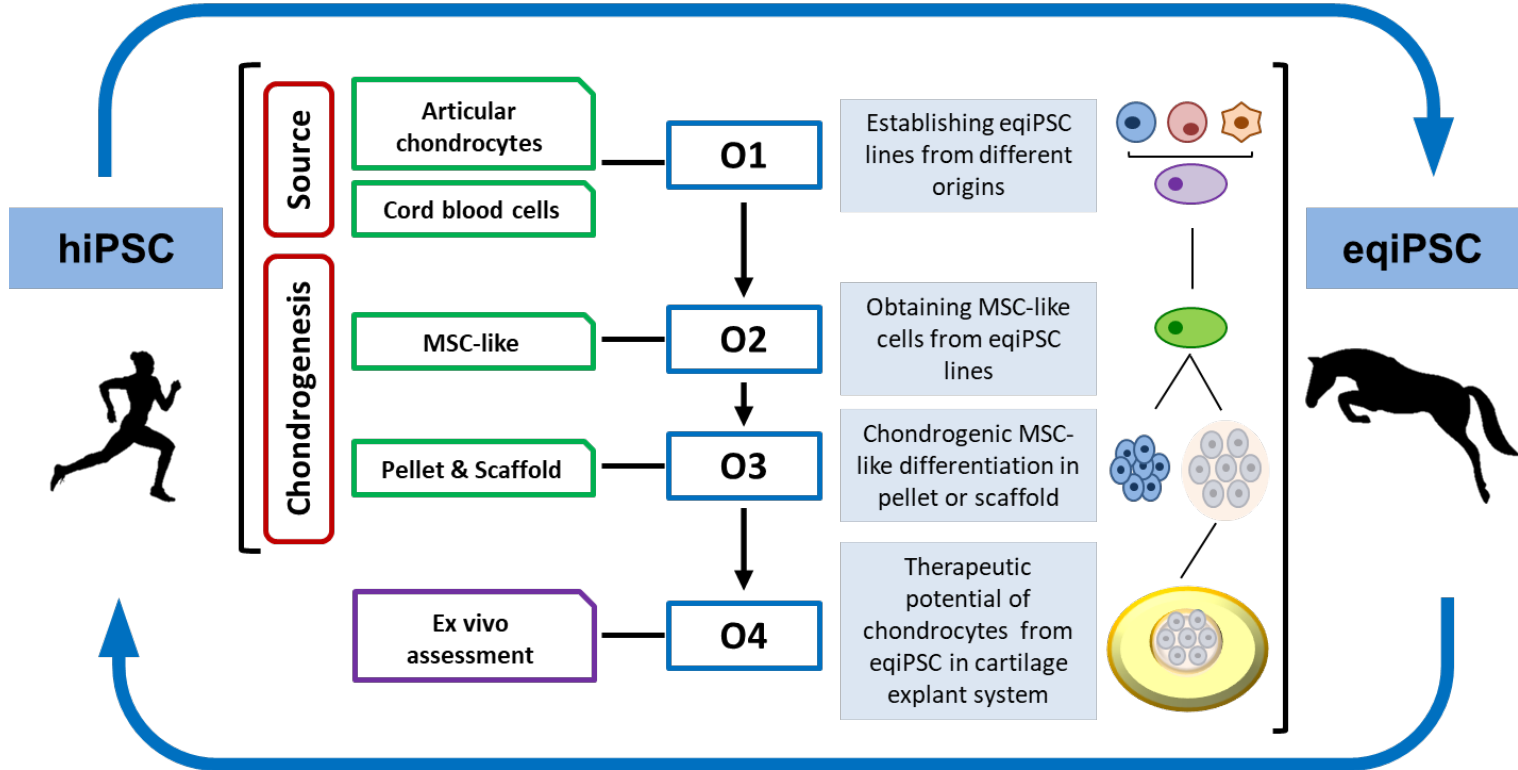 hiPSC
Source
Chondrogenesis
Articular
chondrocytes
Cord blood cells
O1
Establishing eqiPSC
lines from different
origins
MSC-like
O2
Obtaining MSC-like
cells from eqiPSC
lines
Pellet & Scaffold
O3
Chondrogenic MSC-
like differentiation in
pellet or scaffold
Ex vivo
assessment
O4
Therapeutic
potential of
chondrocytes from
eqiPSC in cartilage
explant system
eqiPSC